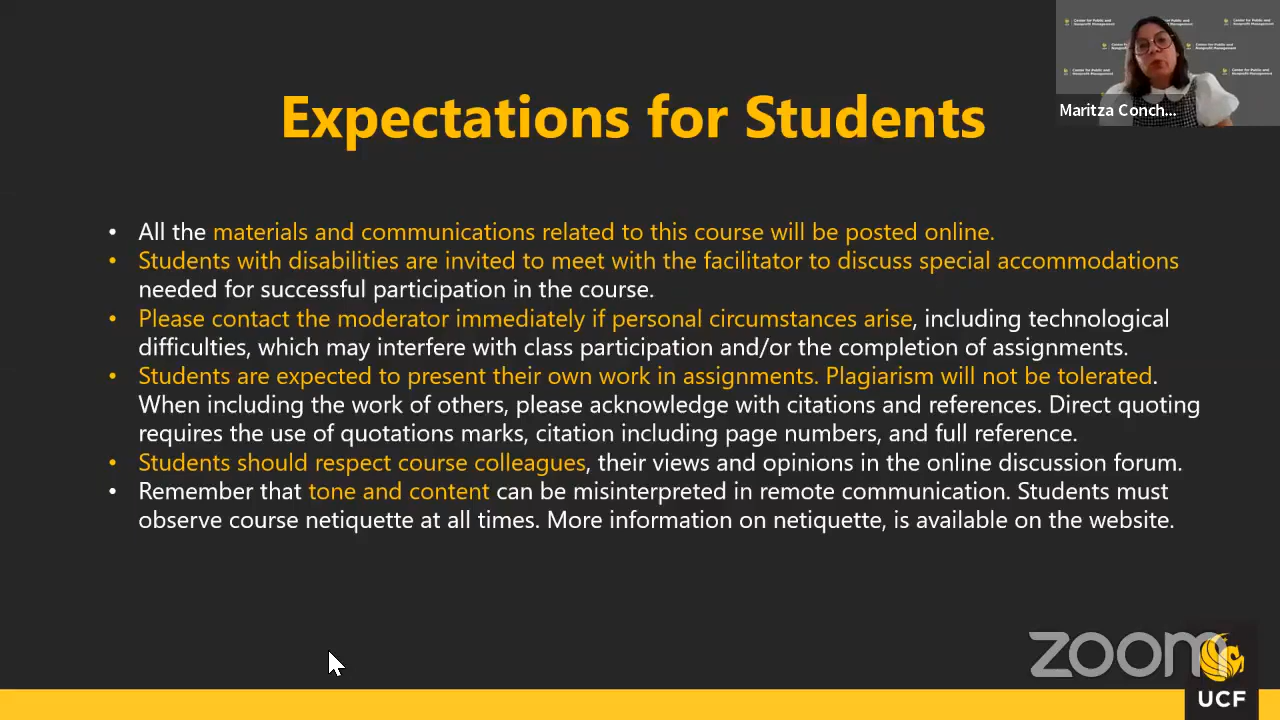 Center for Public and
Nonprofit Management
Maritza Conch...
Expectations for Students
• All the materials and communications related to this course will be posted online.
• Students with disabilities are invited to meet with the facilitator to discuss special accommodations
needed for successful participation in the course.
• Please contact the moderator immediately if personal circumstances arise, including technological
difficulties, which may interfere with class participation and/or the completion of assignments.
• Students are expected to present their own work in assignments. Plagiarism will not be tolerated.
When including the work of others, please acknowledge with citations and references. Direct quoting
requires the use of quotations marks, citation including page numbers, and full reference.
• Students should respect course colleagues, their views and opinions in the online discussion forum.
• Remember that tone and content can be misinterpreted in remote communication. Students must
observe course netiquette at all times. More information on netiquette, is available on the website.
zoom
UCF